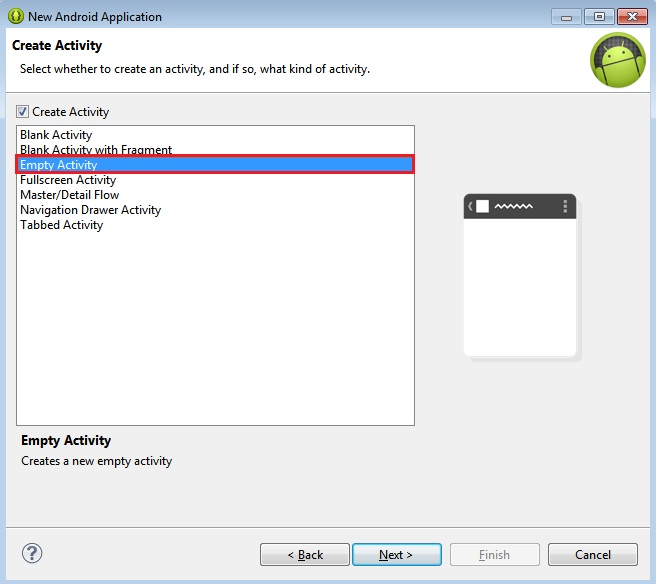 New Android Application
Create Activity
Select whether to create an activity, and if so, what kind of activity.
Create Activity
Blank Activity
Blank Activity with Fragment
Empty Activity
Fullscreen Activity
Master/Detail Flow
Navigation Drawer Activity
Tabbed Activity
Empty Activity
Creates a new empty activity
?
< Back
Next >
Finish
Cancel